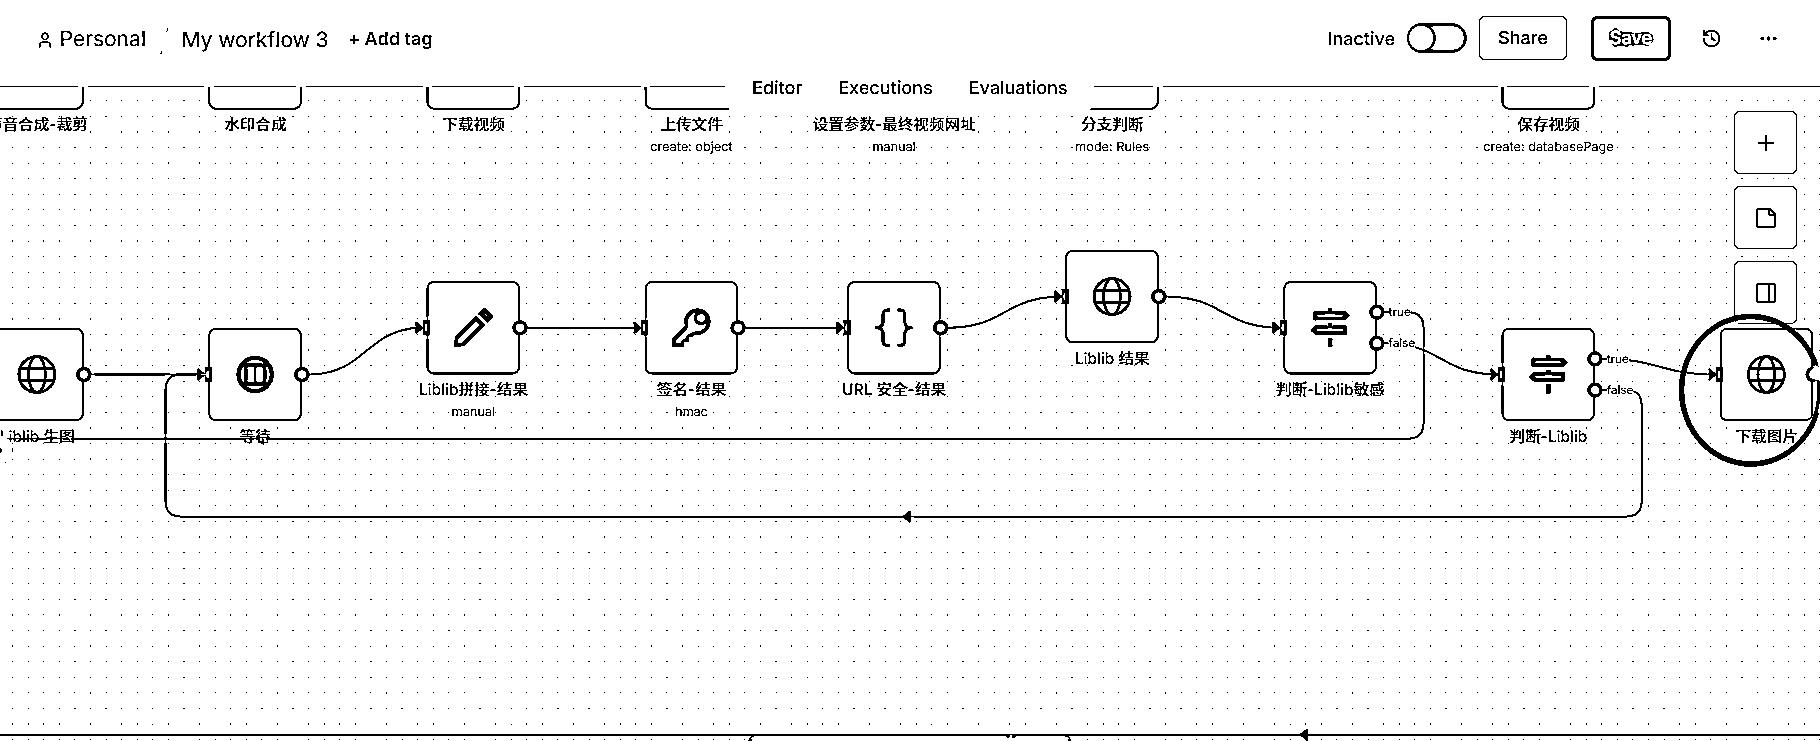 Personal / My workflow 3 + Add tag
Inactive Share Save
Editor Executions Evaluations
音合成-裁剪
水印合成
下载视频
上传文件
create: object
设置参数-最终视频网址
manual
分支判断
mode: Rules
保存视频
create: databasePage
iblib 生图
等待
Liblib拼接-结果
manual
签名-结果
hmac
URL 安全-结果
Liblib 结果
true
false
判断-Liblib敏感
true
false
判断-Liblib
下载图片